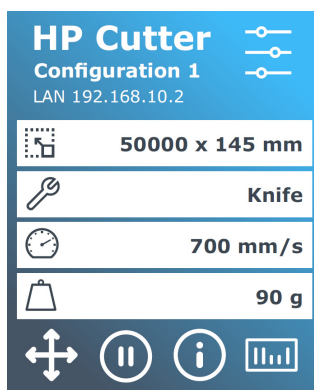 HP Cutter
Configuration 1
LAN 192.168.10.2
50000 x 145 mm
Knife
700 mm/s
90 g